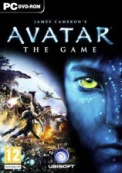 PC DVD-ROM
JAMES CAMERON'S
AVATAR
THE GAME
12
UBISOFT